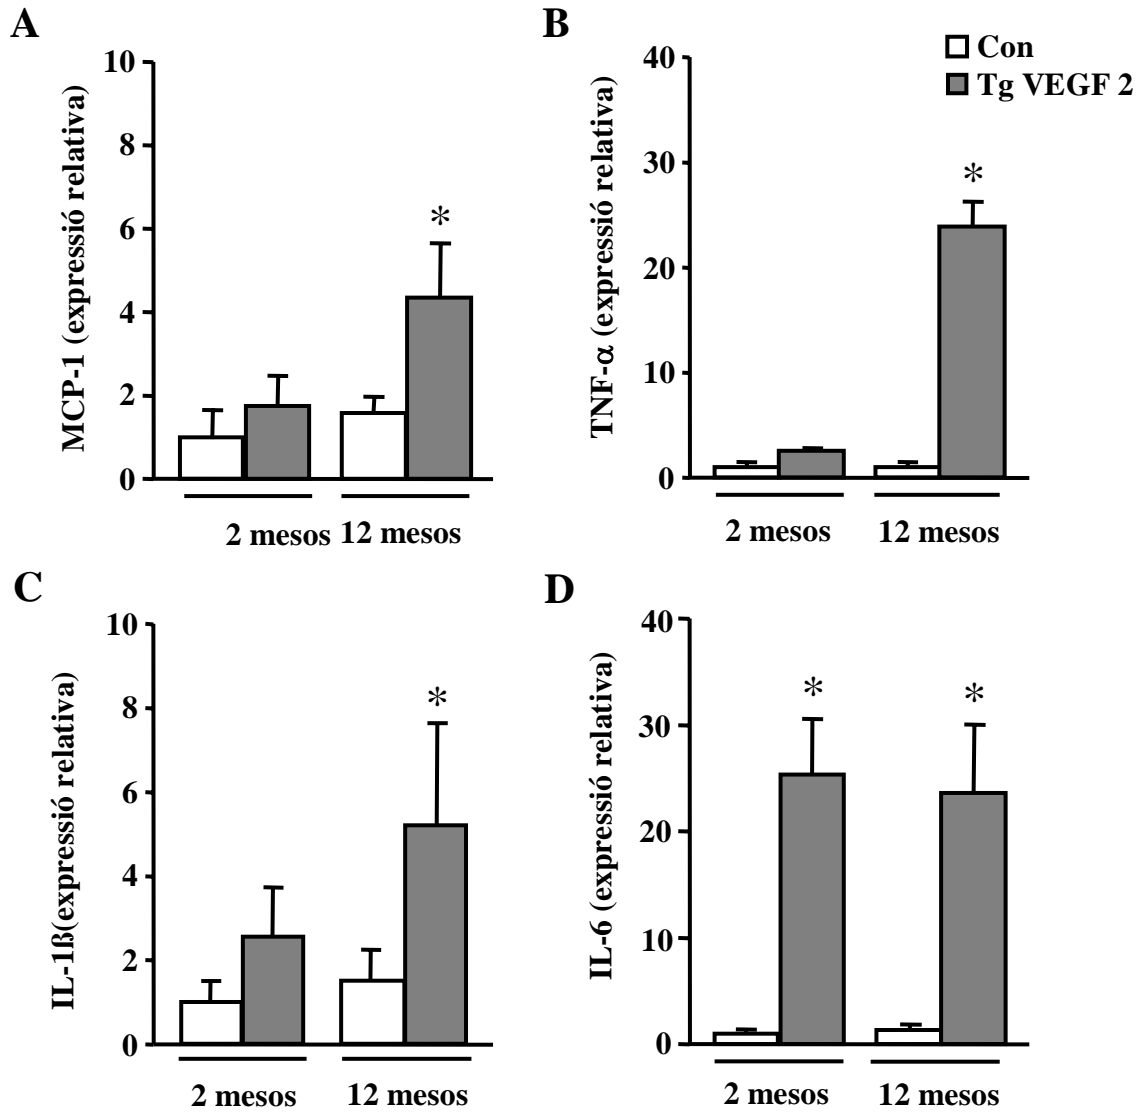 A
MCP-1 (expressió relativa)
10
8
6
4
2
0
*
2 mesos 12 mesos
B
Con
Tg VEGF 2
TNF-α (expressió relativa)
40
30
20
10
0
*
2 mesos 12 mesos
C
IL-1ß(expressió relativa)
10
8
6
4
2
0
*
2 mesos 12 mesos
D
IL-6 (expressió relativa)
40
30
20
10
0
* *
2 mesos 12 mesos